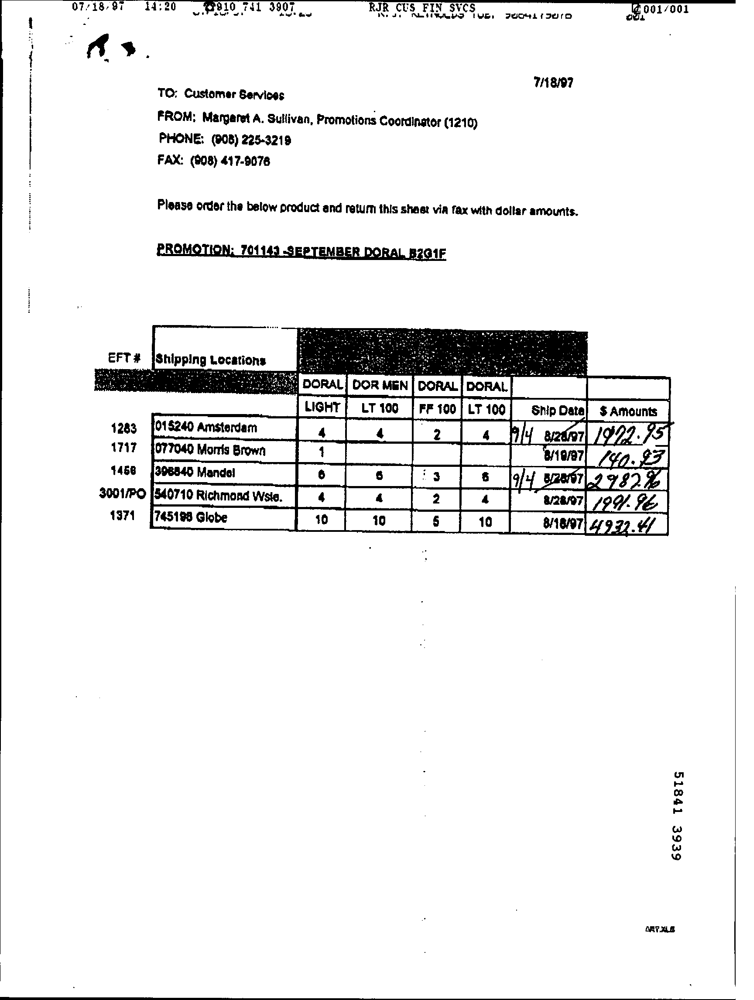 07/18/97 14:20 ☎910 741 3907 RJR CUS FIN SVCS 001/001
7/18/97
TO: Customer Services
FROM: Margaret A. Sullivan, Promotions Coordinator (1210)
PHONE: (908) 225-3219
FAX: (908) 417-9076
Please order the below product and return this sheet via fax with dollar amounts.
PROMOTION: 701143 -SEPTEMBER DORAL B2G1F
EFT # Shipping Locations
DORAL DOR MEN DORAL DORAL
LIGHT LT 100 FF 100 LT 100 Ship Date $ Amounts
1283 015240 Amsterdam 4 4 2 4 9/4 8/28/97 1972.95
1717 077040 Morris Brown 1 8/19/97 140.93
1469 396840 Mendel 6 6 3 6 9/4 8/28/97 2982.96
3001/PO 540710 Richmond Wsle. 4 4 2 4 8/28/97 1991.96
1371 745198 Globe 10 10 5 10 8/18/97 4932.41
51841 3939